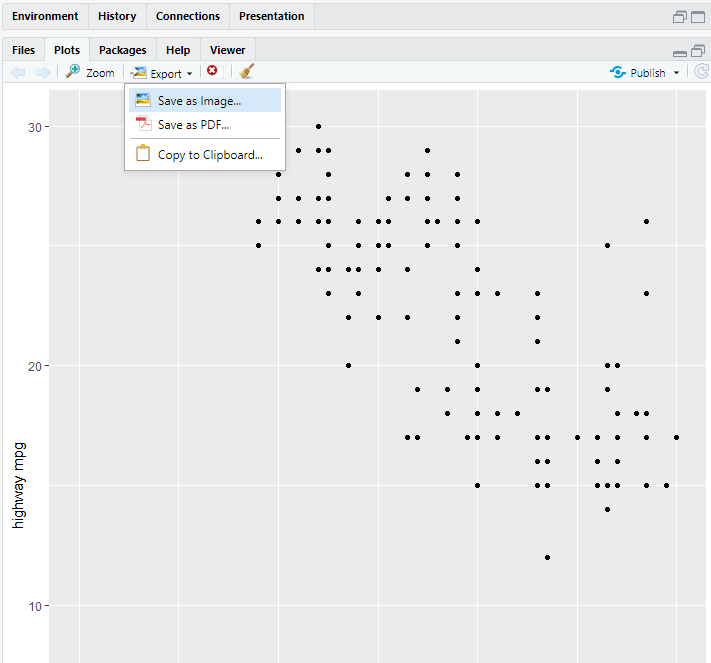 Environment History Connections Presentation
Files Plots Packages Help Viewer
Zoom Export Publish
Save as Image...
Save as PDF...
Copy to Clipboard...
30
20
highway mpg
10